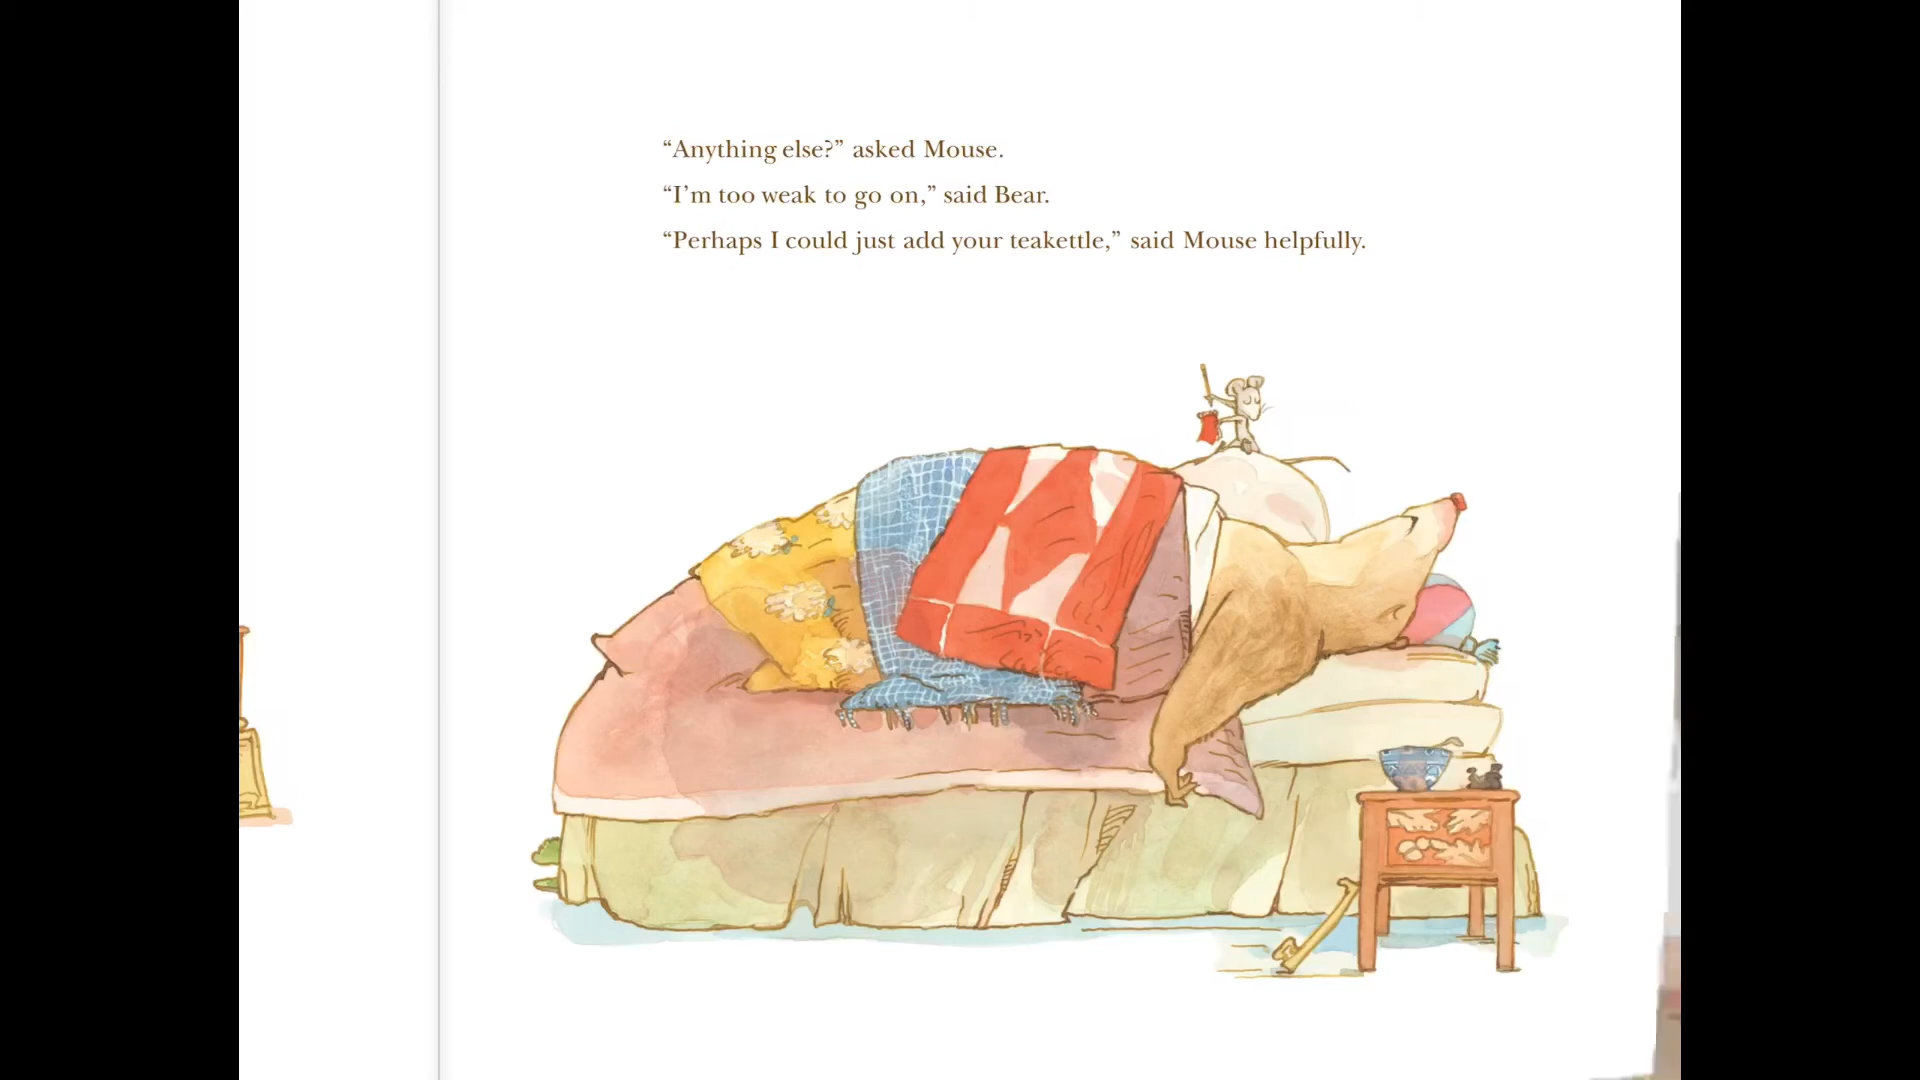 “Anything else?” asked Mouse.
“I’m too weak to go on,” said Bear.
“Perhaps I could just add your teakettle,” said Mouse helpfully.